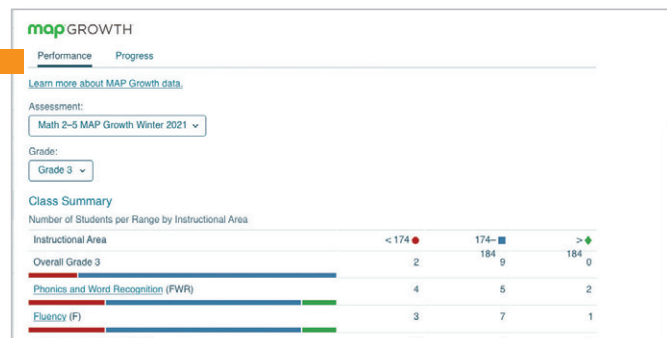 map GROWTH
Performance Progress
Learn more about MAP Growth data.
Assessment:
Math 2–5 MAP Growth Winter 2021
Grade:
Grade 3
Class Summary
Number of Students per Range by Instructional Area
Instructional Area < 174 174– 184 > 184
Overall Grade 3 2 9 0
Phonics and Word Recognition (FWR) 4 5 2
Fluency (F) 3 7 1